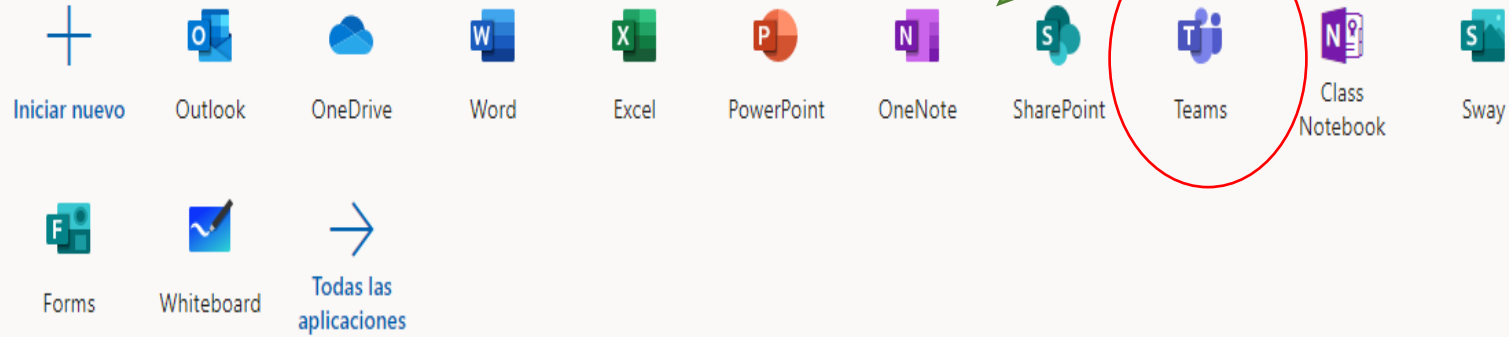 Iniciar nuevo
Outlook
OneDrive
Word
Excel
PowerPoint
OneNote
SharePoint
Teams
Class
Notebook
Sway
Forms
Whiteboard
Todas las
aplicaciones